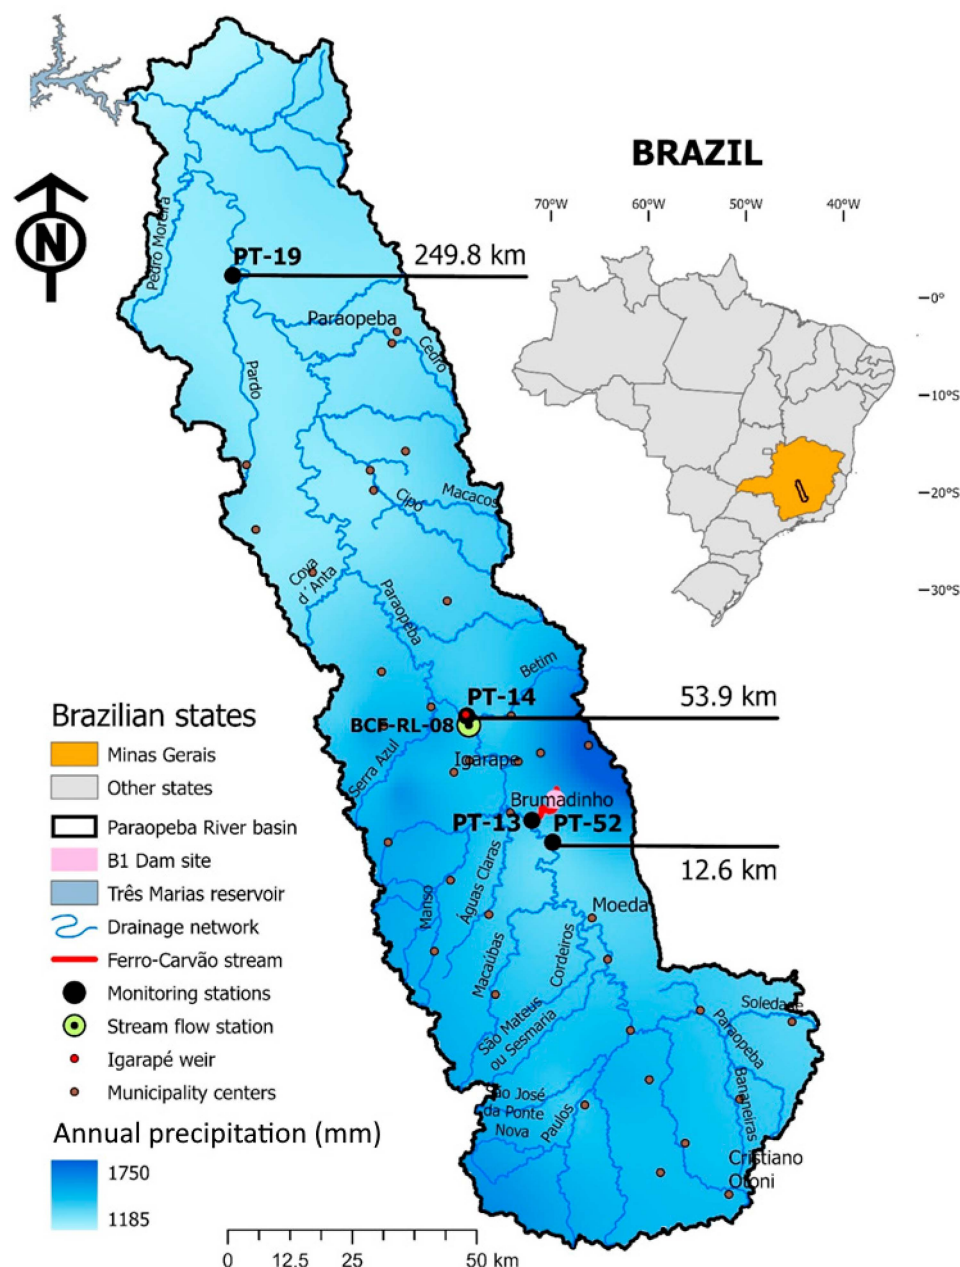 BRAZIL
70°W 60°W 50°W 40°W
N
Pedro Moreira
PT-19
249.8 km
0°
Paraopeba
Cedro
10°S
Pardo
Cipo
Macacos
20°S
Cova
d´Anta
30°S
Paraopeba
Betim
PT-14
53.9 km
BCF-RL-08
Serra Azul
Igarape
Brumadinho
PT-13
PT-52
12.6 km
Águas Claras
Manso
Moeda
Macaúbas
Cordeiros
São Mateus
ou Sesmaria
Soledade
Paraopeba
Bananeiras
São José
da Ponte
Nova
Paulos
Cristiano
Otoni
Brazilian states
Minas Gerais
Other states
Paraopeba River basin
B1 Dam site
Três Marias reservoir
Drainage network
Ferro-Carvão stream
Monitoring stations
Stream flow station
Igarapé weir
Municipality centers
Annual precipitation (mm)
1750
1185
0 12.5 25 50 km